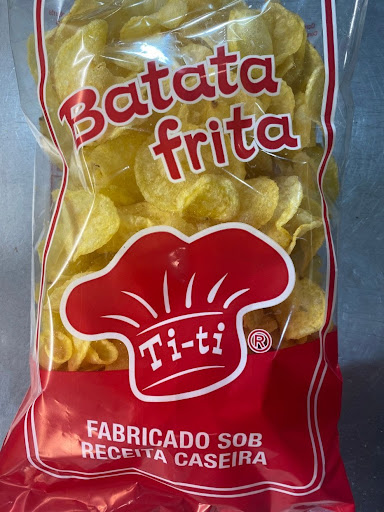 Batata
frita
Ti-ti ®
FABRICADO SOB
RECEITA CASEIRA